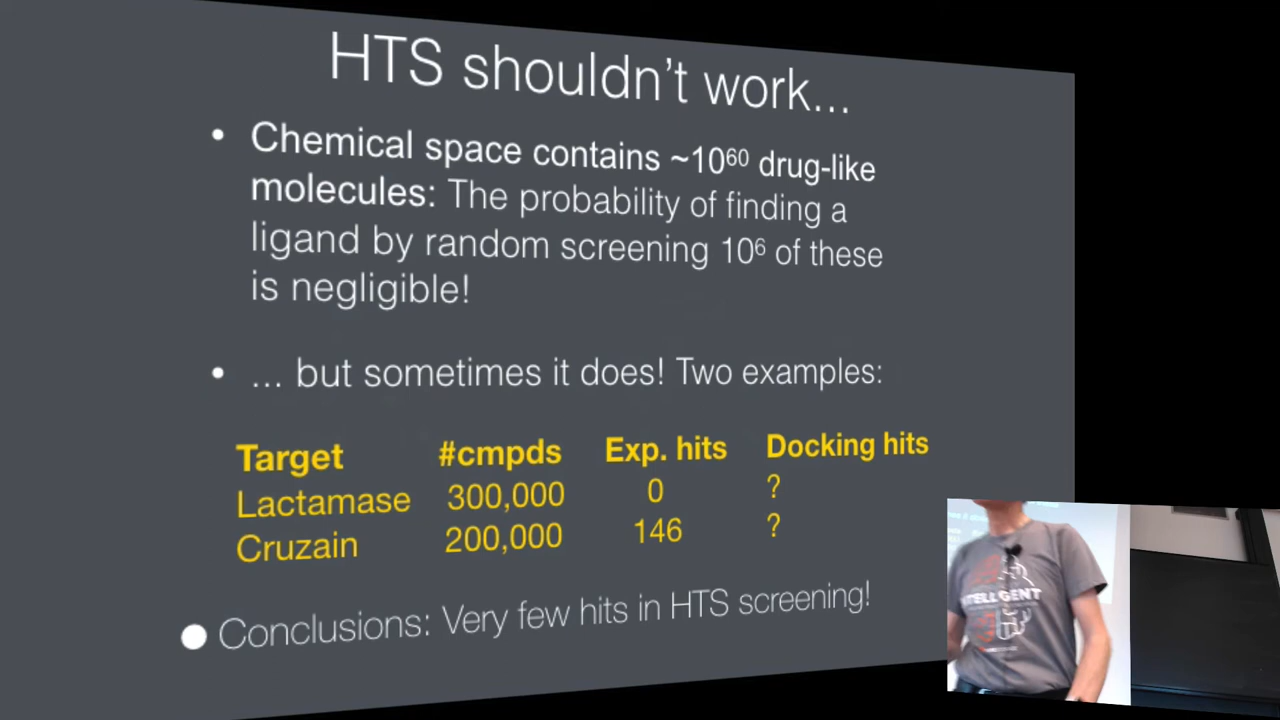 HTS shouldn't work...
• Chemical space contains ~10⁶⁰ drug-like
molecules: The probability of finding a
ligand by random screening 10⁶ of these
is negligible!
• ... but sometimes it does! Two examples:
Target #cmpds Exp. hits Docking hits
Lactamase 300,000 0 ?
Cruzain 200,000 146 ?
• Conclusions: Very few hits in HTS screening!